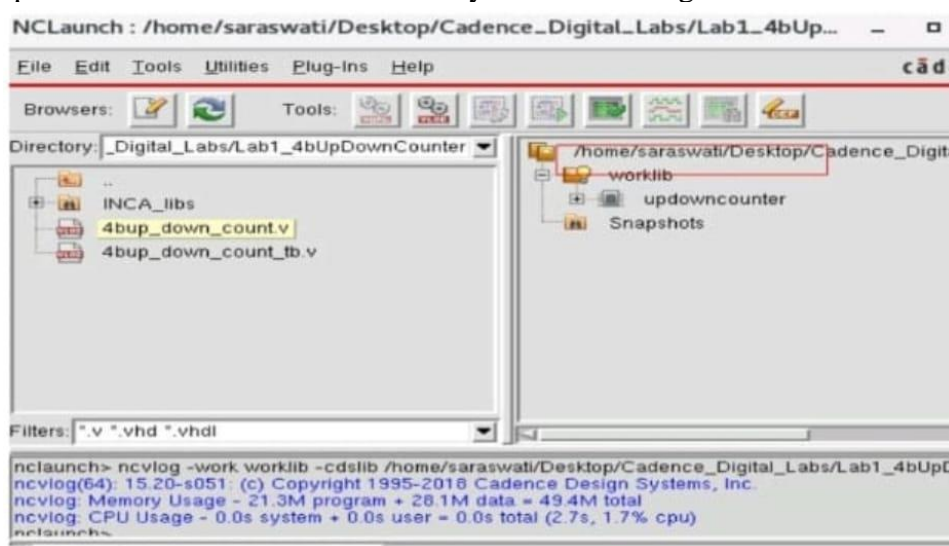 NCLaunch : /home/saraswati/Desktop/Cadence_Digital_Labs/Lab1_4bUp...
File Edit Tools Utilities Plug-Ins Help
cād
Browsers: Tools:
Directory: _Digital_Labs/Lab1_4bUpDownCounter
..
INCA_libs
4bup_down_count.v
4bup_down_count_tb.v
Filters: *.v *.vhd *.vhdl
/home/saraswati/Desktop/Cadence_Digit
worklib
updowncounter
Snapshots
nclaunch> ncvlog -work worklib -cdslib /home/saraswati/Desktop/Cadence_Digital_Labs/Lab1_4bUpD
ncvlog(64): 15.20-s051: (c) Copyright 1995-2018 Cadence Design Systems, Inc.
ncvlog: Memory Usage - 21.3M program + 28.1M data = 49.4M total
ncvlog: CPU Usage - 0.0s system + 0.0s user = 0.0s total (2.7s, 1.7% cpu)
nclaunch>